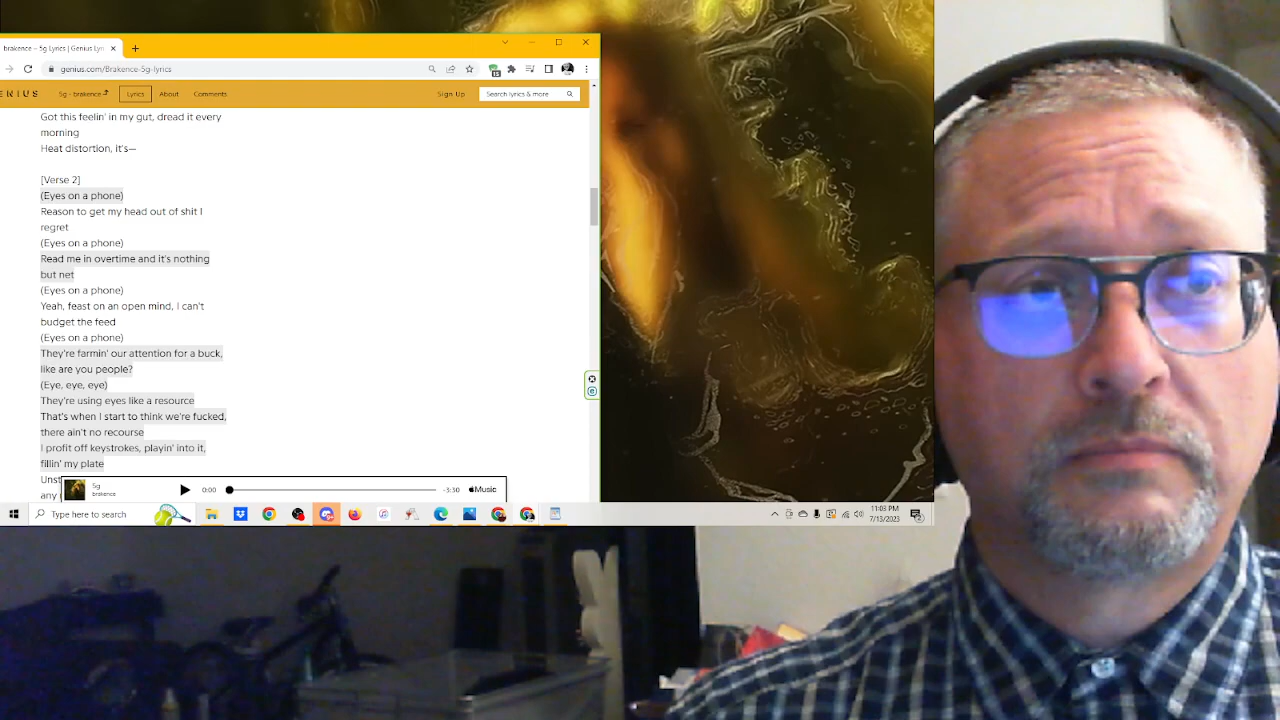 brakence – 5g Lyrics | Genius Lyri
genius.com/Brakence-5g-lyrics
15
ENIUS
5g - brakence
Lyrics
About
Comments
Sign Up
Search lyrics & more
Got this feelin' in my gut, dread it every
morning
Heat distortion, it's—
[Verse 2]
(Eyes on a phone)
Reason to get my head out of shit I
regret
(Eyes on a phone)
Read me in overtime and it's nothing
but net
(Eyes on a phone)
Yeah, feast on an open mind, I can't
budget the feed
(Eyes on a phone)
They're farmin' our attention for a buck,
like are you people?
(Eye, eye, eye)
They're using eyes like a resource
That's when I start to think we're fucked,
there ain't no recourse
I profit off keystrokes, playin' into it,
fillin' my plate
Unst
any
5g
brakence
0:00
-3:30
Music
Type here to search
11:03 PM
7/13/2023